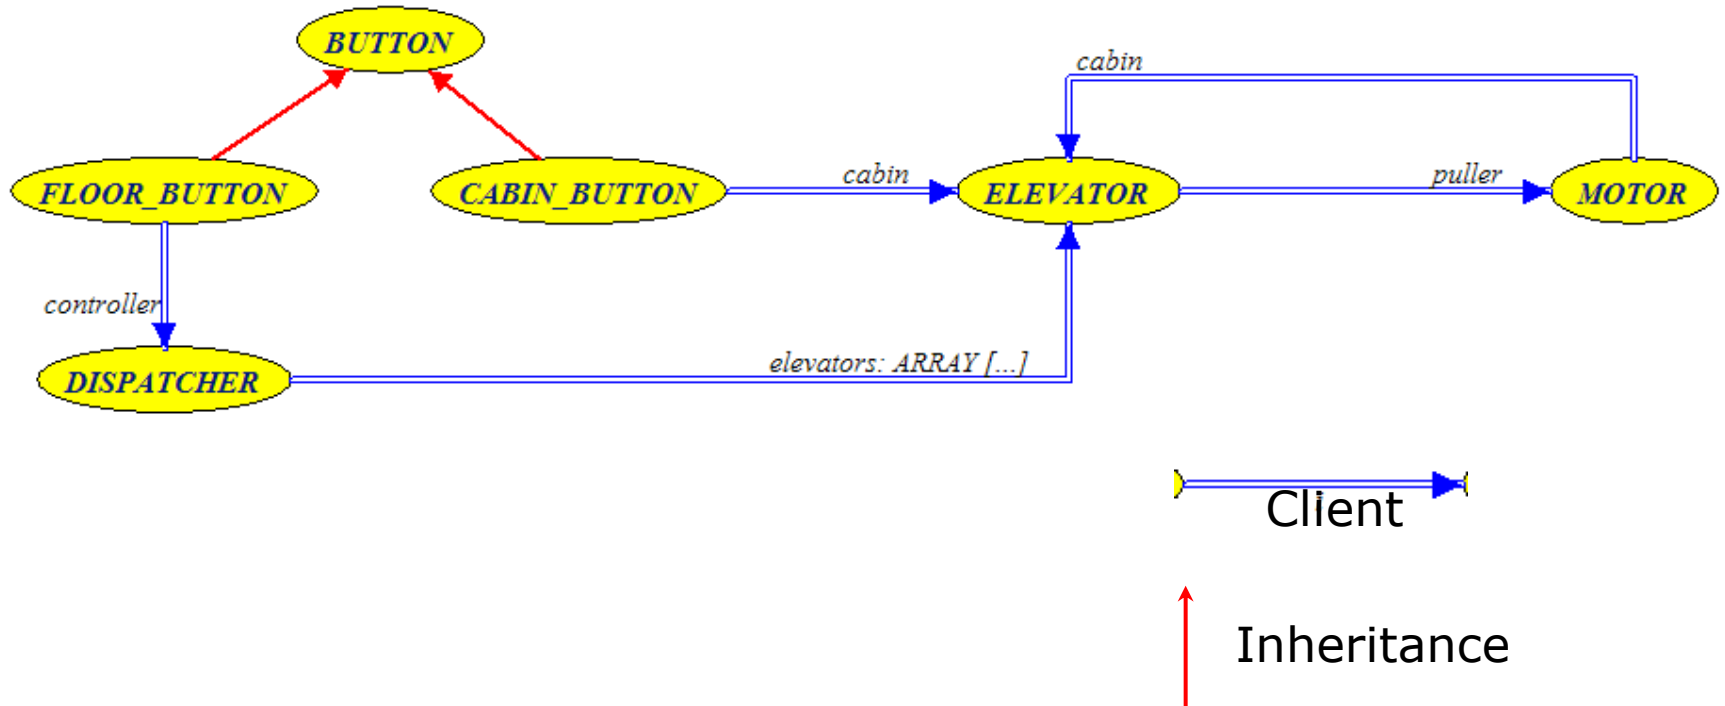 BUTTON
cabin
FLOOR_BUTTON
CABIN_BUTTON
cabin
ELEVATOR
puller
MOTOR
controller
elevators: ARRAY [...]
DISPATCHER
Client
Inheritance